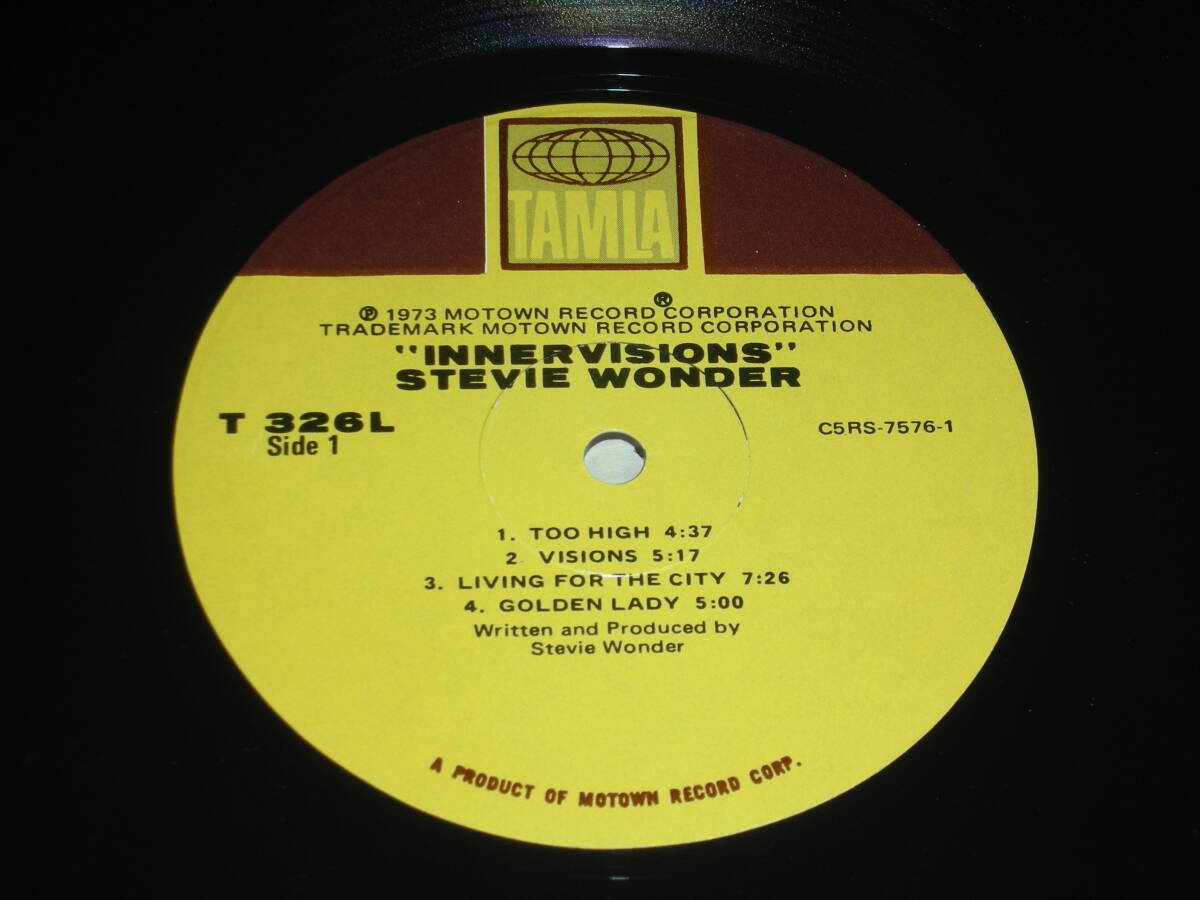 TAMLA
®
℗ 1973 MOTOWN RECORD CORPORATION
TRADEMARK MOTOWN RECORD CORPORATION
"INNERVISIONS"
STEVIE WONDER
T 326L
C5RS-7576-1
Side 1
1. TOO HIGH 4:37
2. VISIONS 5:17
3. LIVING FOR THE CITY 7:26
4. GOLDEN LADY 5:00
Written and Produced by
Stevie Wonder
A PRODUCT OF MOTOWN RECORD CORP.